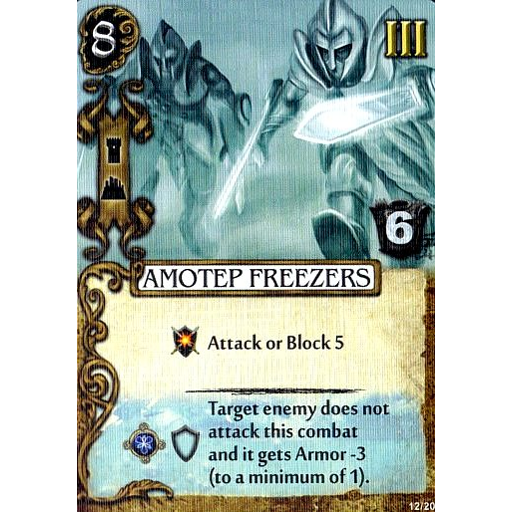 8
III
6
AMOTEP FREEZERS
Attack or Block 5
Target enemy does not
attack this combat
and it gets Armor -3
(to a minimum of 1).
12/20